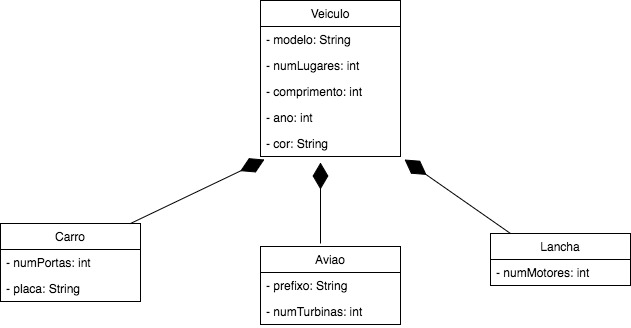 Veiculo
- modelo: String
- numLugares: int
- comprimento: int
- ano: int
- cor: String
Carro
- numPortas: int
- placa: String
Aviao
- prefixo: String
- numTurbinas: int
Lancha
- numMotores: int